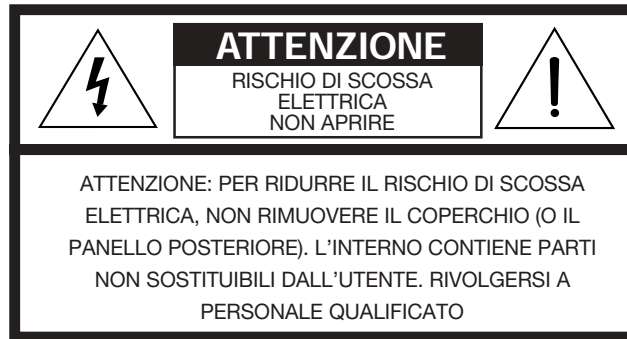 ATTENZIONE
RISCHIO DI SCOSSA
ELETTRICA
NON APRIRE
ATTENZIONE: PER RIDURRE IL RISCHIO DI SCOSSA
ELETTRICA, NON RIMUOVERE IL COPERCHIO (O IL
PANELLO POSTERIORE). L'INTERNO CONTIENE PARTI
NON SOSTITUIBILI DALL'UTENTE. RIVOLGERSI A
PERSONALE QUALIFICATO